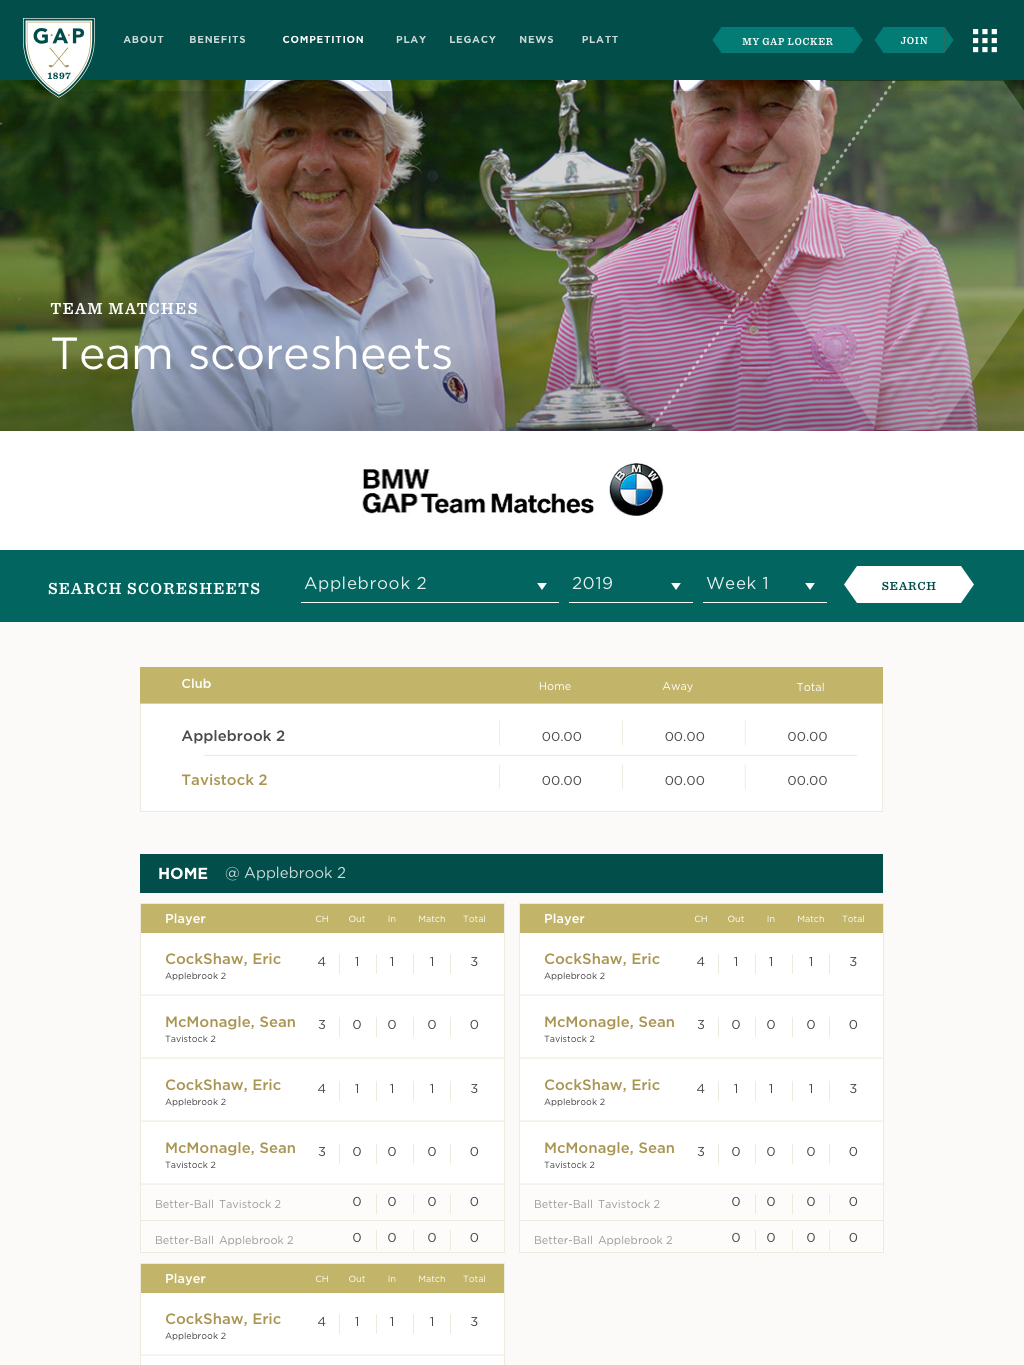 G·A·P
1897
ABOUT BENEFITS COMPETITION PLAY LEGACY NEWS PLATT
MY GAP LOCKER JOIN
TEAM MATCHES
Team scoresheets
BMW
GAP Team Matches
BMW
SEARCH SCORESHEETS Applebrook 2 2019 Week 1 SEARCH
Club Home Away Total
Applebrook 2 00.00 00.00 00.00
Tavistock 2 00.00 00.00 00.00
HOME @ Applebrook 2
Player CH Out In Match Total
CockShaw, Eric 4 1 1 1 3
Applebrook 2
McMonagle, Sean 3 0 0 0 0
Tavistock 2
CockShaw, Eric 4 1 1 1 3
Applebrook 2
McMonagle, Sean 3 0 0 0 0
Tavistock 2
Better-Ball Tavistock 2 0 0 0 0
Better-Ball Applebrook 2 0 0 0 0
Player CH Out In Match Total
CockShaw, Eric 4 1 1 1 3
Applebrook 2
McMonagle, Sean 3 0 0 0 0
Tavistock 2
CockShaw, Eric 4 1 1 1 3
Applebrook 2
McMonagle, Sean 3 0 0 0 0
Tavistock 2
Better-Ball Tavistock 2 0 0 0 0
Better-Ball Applebrook 2 0 0 0 0
Player CH Out In Match Total
CockShaw, Eric 4 1 1 1 3
Applebrook 2